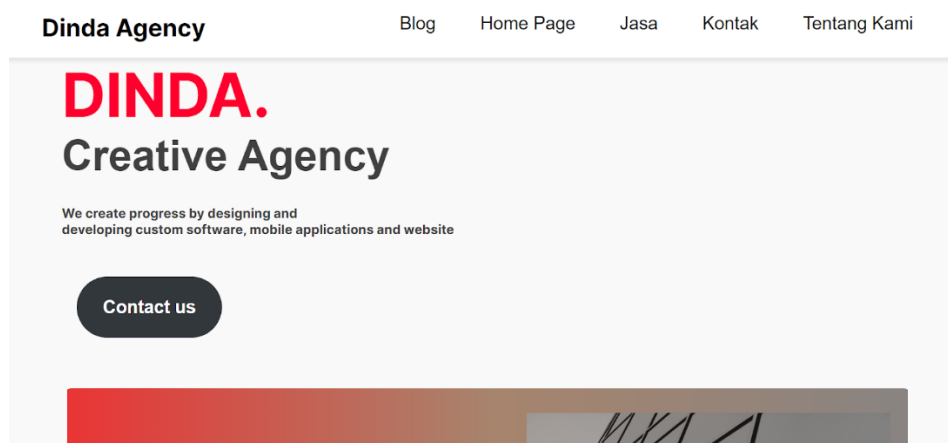 Dinda Agency Blog Home Page Jasa Kontak Tentang Kami
DINDA.
Creative Agency
We create progress by designing and
developing custom software, mobile applications and website
Contact us